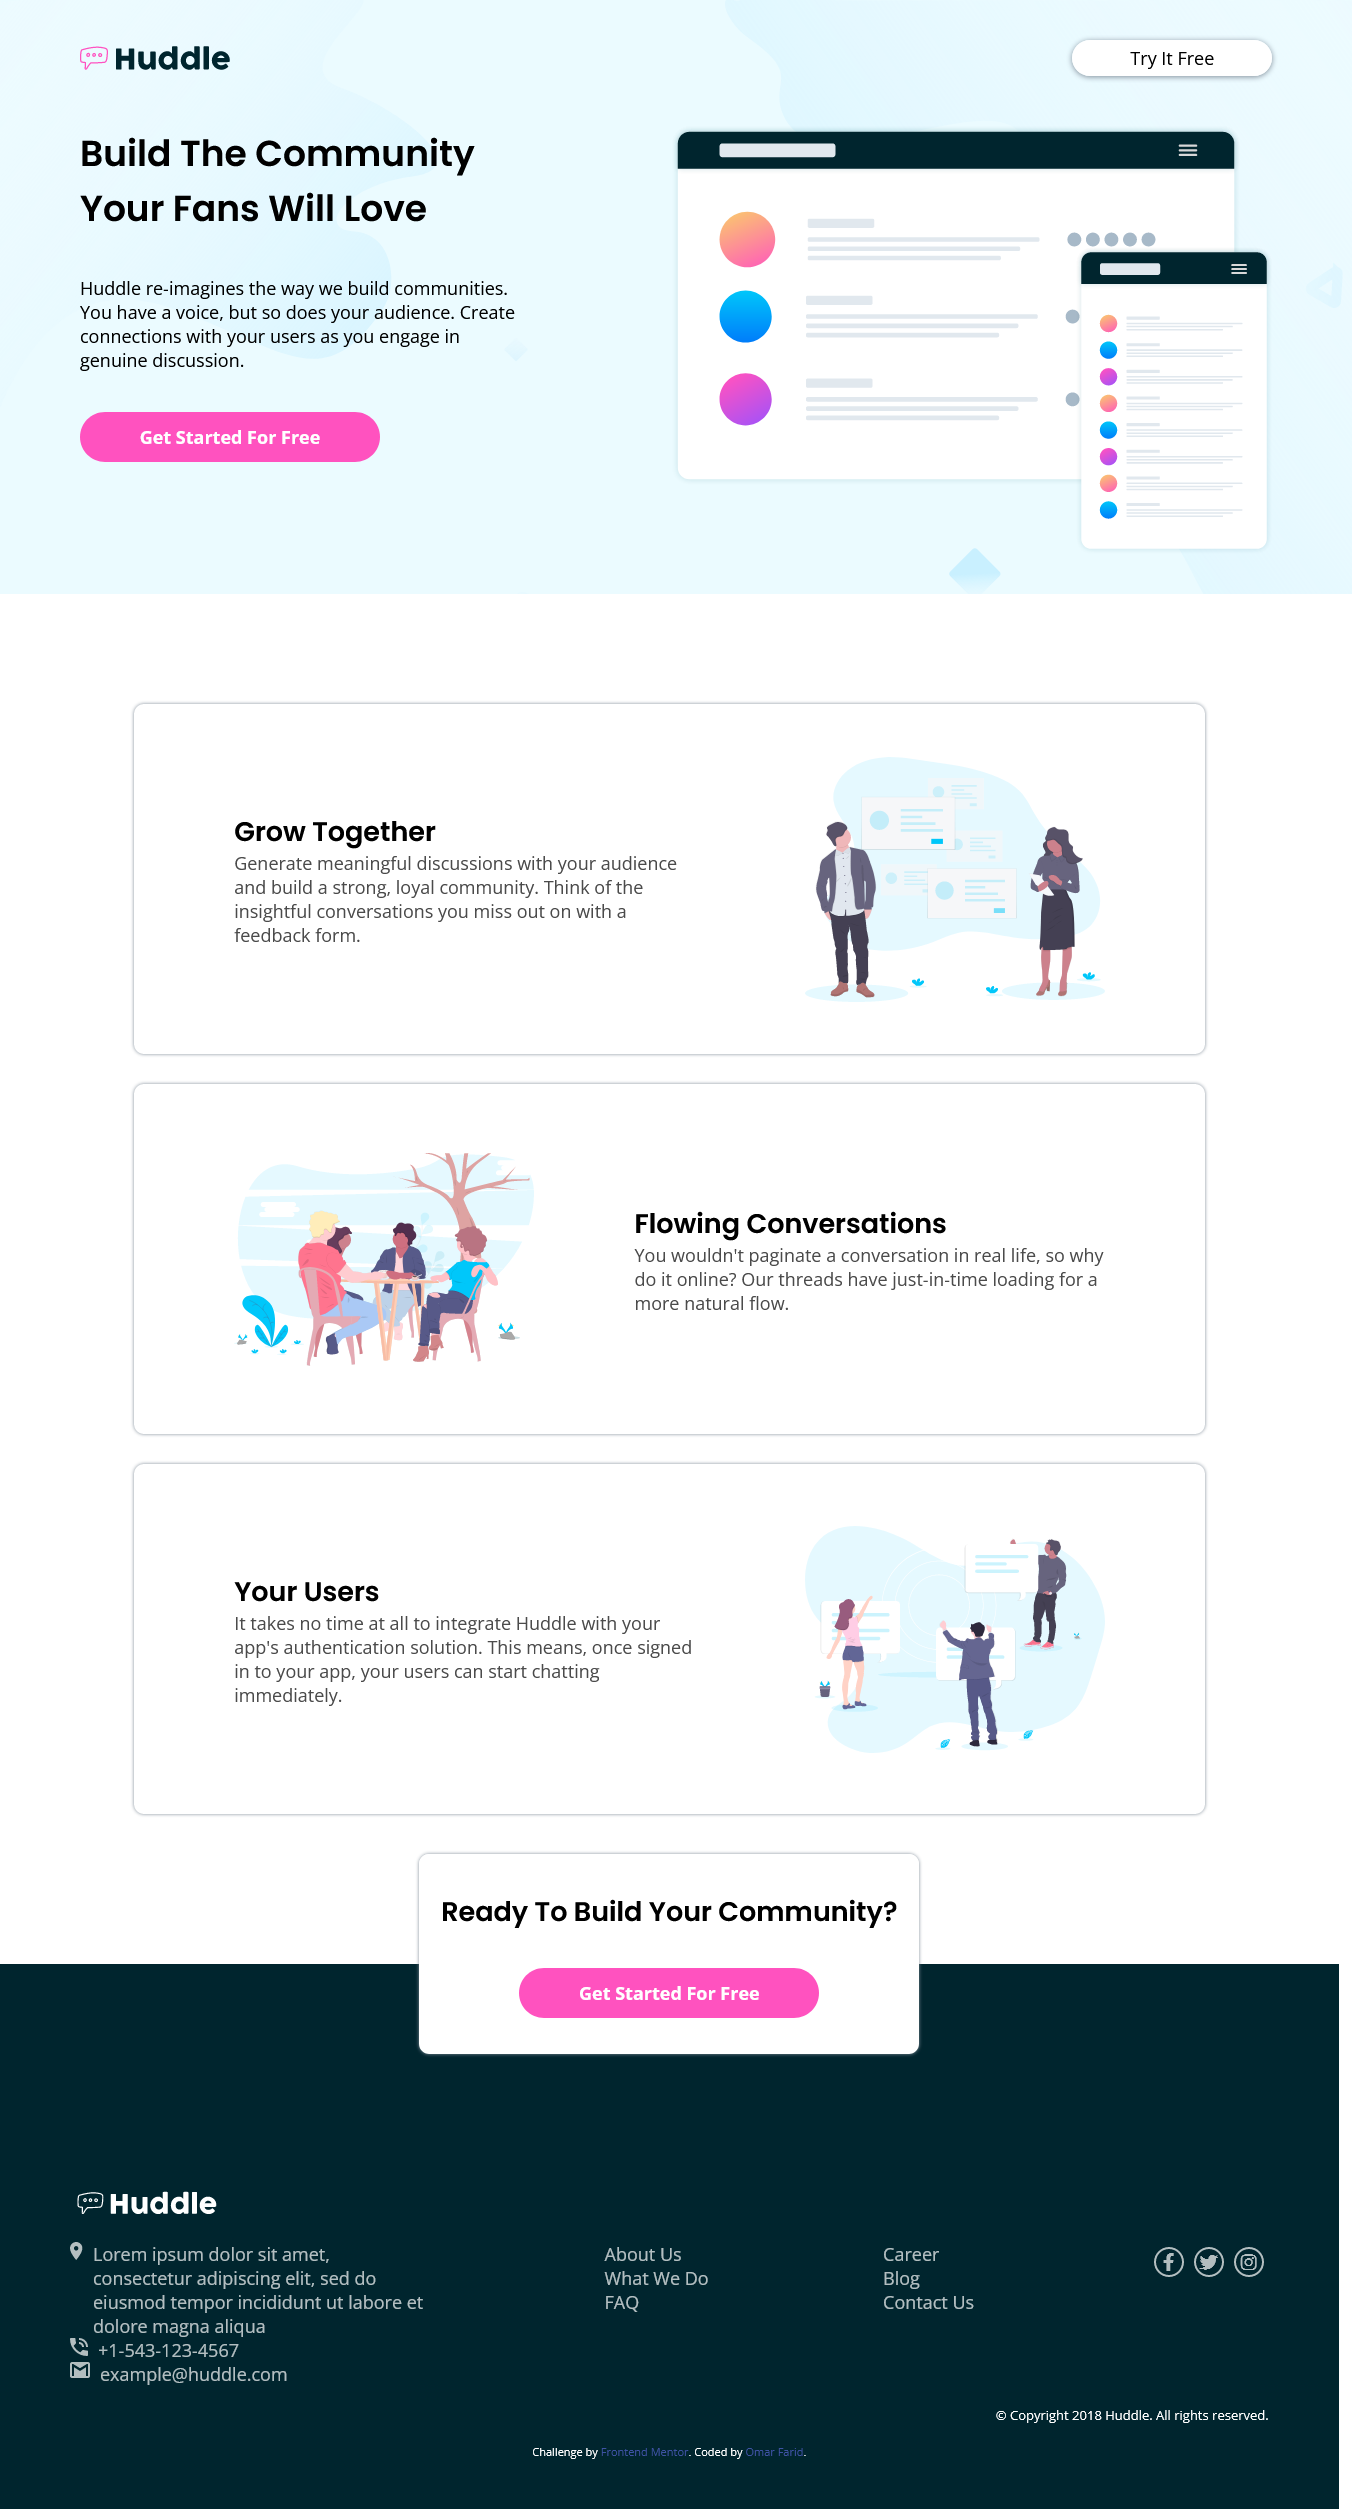 Huddle
Try It Free
Build The Community
Your Fans Will Love
Huddle re-imagines the way we build communities.
You have a voice, but so does your audience. Create
connections with your users as you engage in
genuine discussion.
Get Started For Free
Grow Together
Generate meaningful discussions with your audience
and build a strong, loyal community. Think of the
insightful conversations you miss out on with a
feedback form.
Flowing Conversations
You wouldn't paginate a conversation in real life, so why
do it online? Our threads have just-in-time loading for a
more natural flow.
Your Users
It takes no time at all to integrate Huddle with your
app's authentication solution. This means, once signed
in to your app, your users can start chatting
immediately.
Ready To Build Your Community?
Get Started For Free
Huddle
Lorem ipsum dolor sit amet,
consectetur adipiscing elit, sed do
eiusmod tempor incididunt ut labore et
dolore magna aliqua
+1-543-123-4567
example@huddle.com
About Us
What We Do
FAQ
Career
Blog
Contact Us
© Copyright 2018 Huddle. All rights reserved.
Challenge by Frontend Mentor. Coded by Omar Farid.